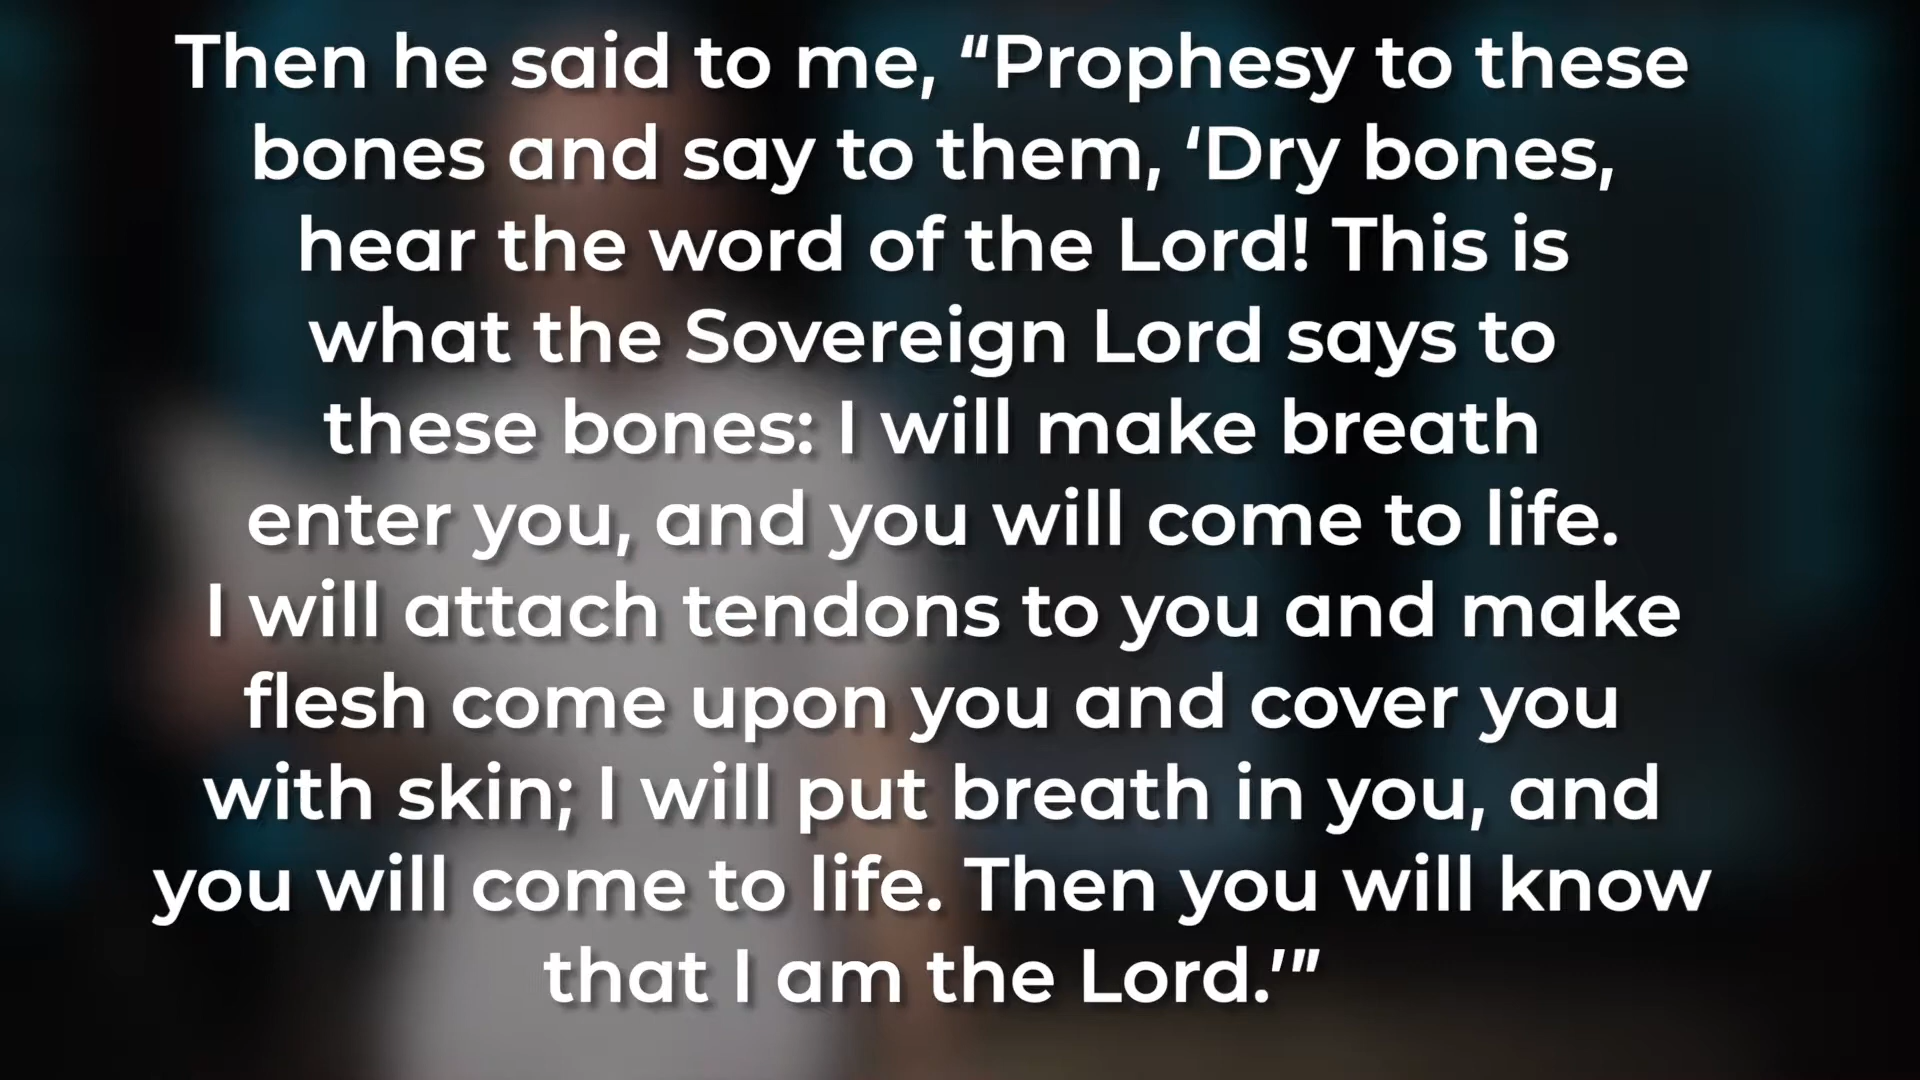 Then he said to me, “Prophesy to these
bones and say to them, ‘Dry bones,
hear the word of the Lord! This is
what the Sovereign Lord says to
these bones: I will make breath
enter you, and you will come to life.
I will attach tendons to you and make
flesh come upon you and cover you
with skin; I will put breath in you, and
you will come to life. Then you will know
that I am the Lord.’”